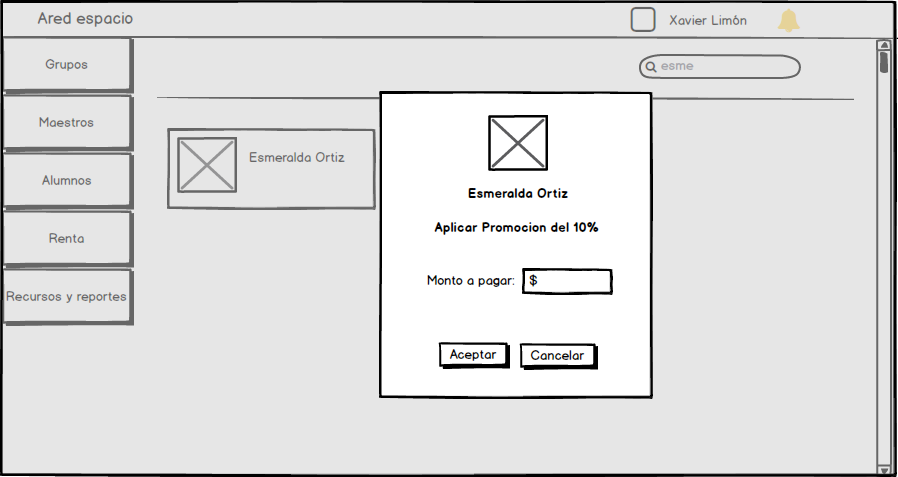 Ared espacio
Xavier Limón
Grupos
Maestros
Alumnos
Renta
Recursos y reportes
esme
Esmeralda Ortiz
Esmeralda Ortiz
Aplicar Promocion del 10%
Monto a pagar: $
Aceptar
Cancelar